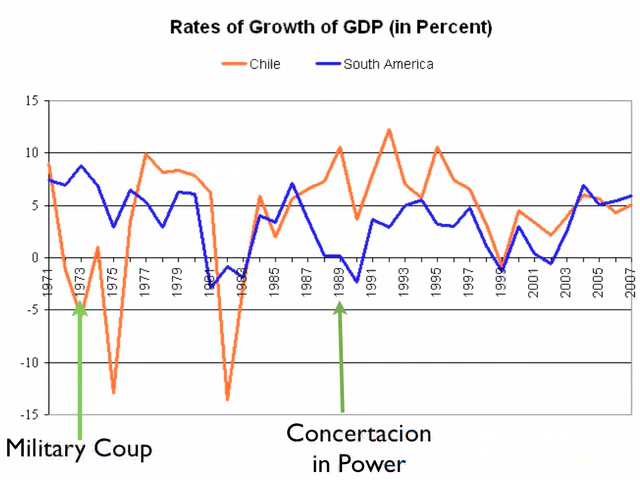 Rates of Growth of GDP (in Percent)
Chile South America
15
10
5
0
-5
-10
-15
1971 1973 1975 1977 1979 1981 1983 1985 1987 1989 1991 1993 1995 1997 1999 2001 2003 2005 2007
Military Coup
Concertacion
in Power